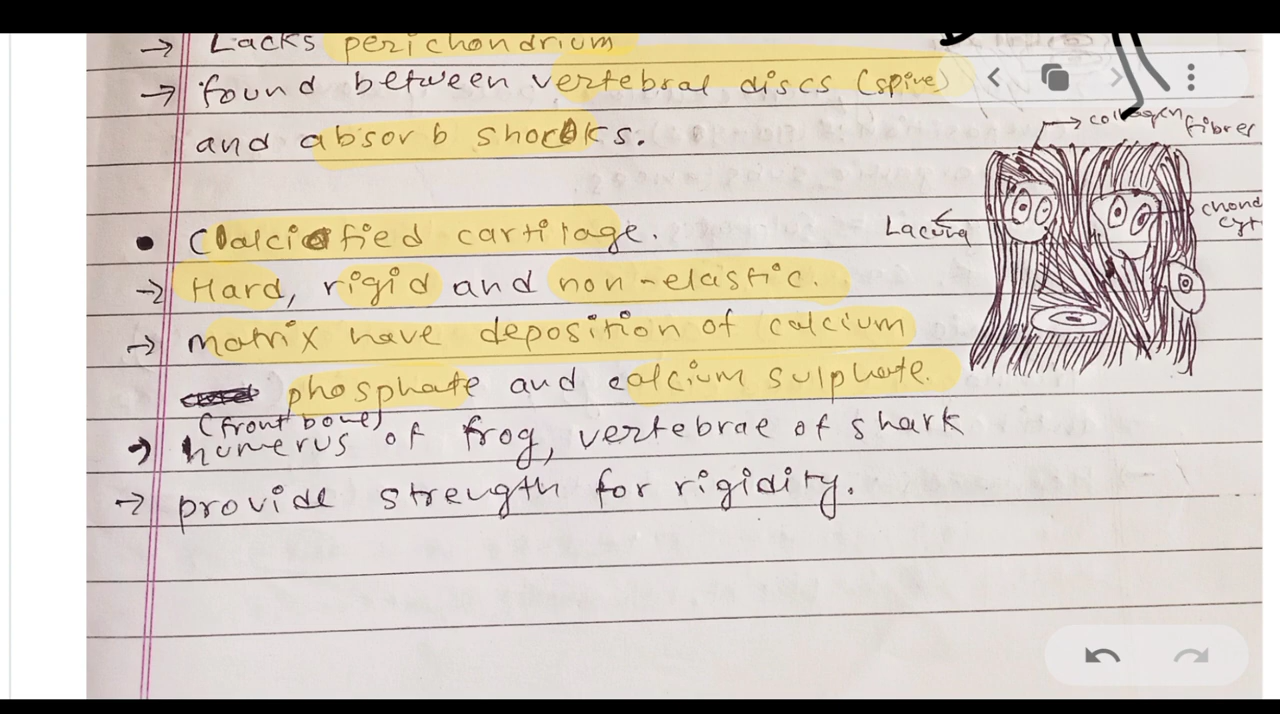 → Lacks perichondrium
→ found between vertebral discs (spine)
and absorb shocks.
→ collagen fibres
Lacuna
chond
cyt
• Calcified cartilage.
→ Hard, rigid and non-elastic.
→ matrix have deposition of calcium
phosphate and calcium sulphate.
(front bone)
→ humerus of frog, vertebrae of shark
→ provide strength for rigidity.